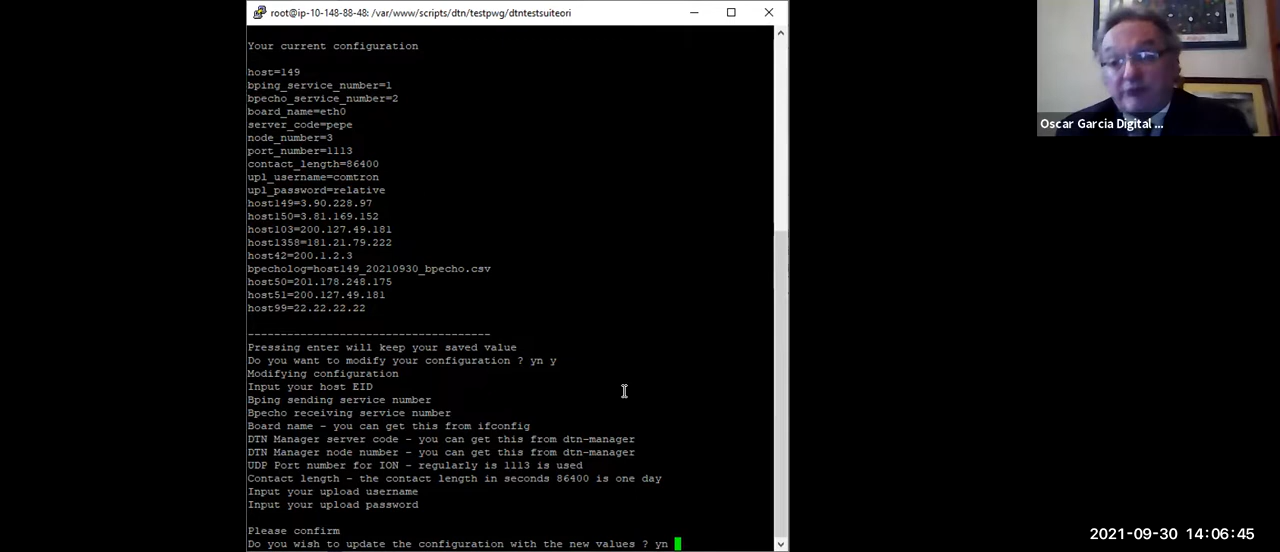 root@ip-10-148-88-48: /var/www/scripts/dtn/testpwg/dtntestsuiteori
Your current configuration
host=149
bping_service_number=1
bpecho_service_number=2
board_name=eth0
server_code=pepe
node_number=3
port_number=1113
contact_length=86400
upl_username=comtron
upl_password=relative
host149=3.90.228.97
host150=3.81.169.152
host103=200.127.49.181
host1358=181.21.79.222
host42=200.1.2.3
bpecholog=host149_20210930_bpecho.csv
host50=201.178.248.175
host51=200.127.49.181
host99=22.22.22.22
-------------------------------------
Pressing enter will keep your saved value
Do you want to modify your configuration ? yn y
Modifying configuration
Input your host EID
Bping sending service number
Bpecho receiving service number
Board name - you can get this from ifconfig
DTN Manager server code - you can get this from dtn-manager
DTN Manager node number - you can get this from dtn-manager
UDP Port number for ION - regularly is 1113 is used
Contact length - the contact length in seconds 86400 is one day
Input your upload username
Input your upload password
Please confirm
Do you wish to update the configuration with the new values ? yn
Oscar Garcia Digital ...
2021-09-30 14:06:45